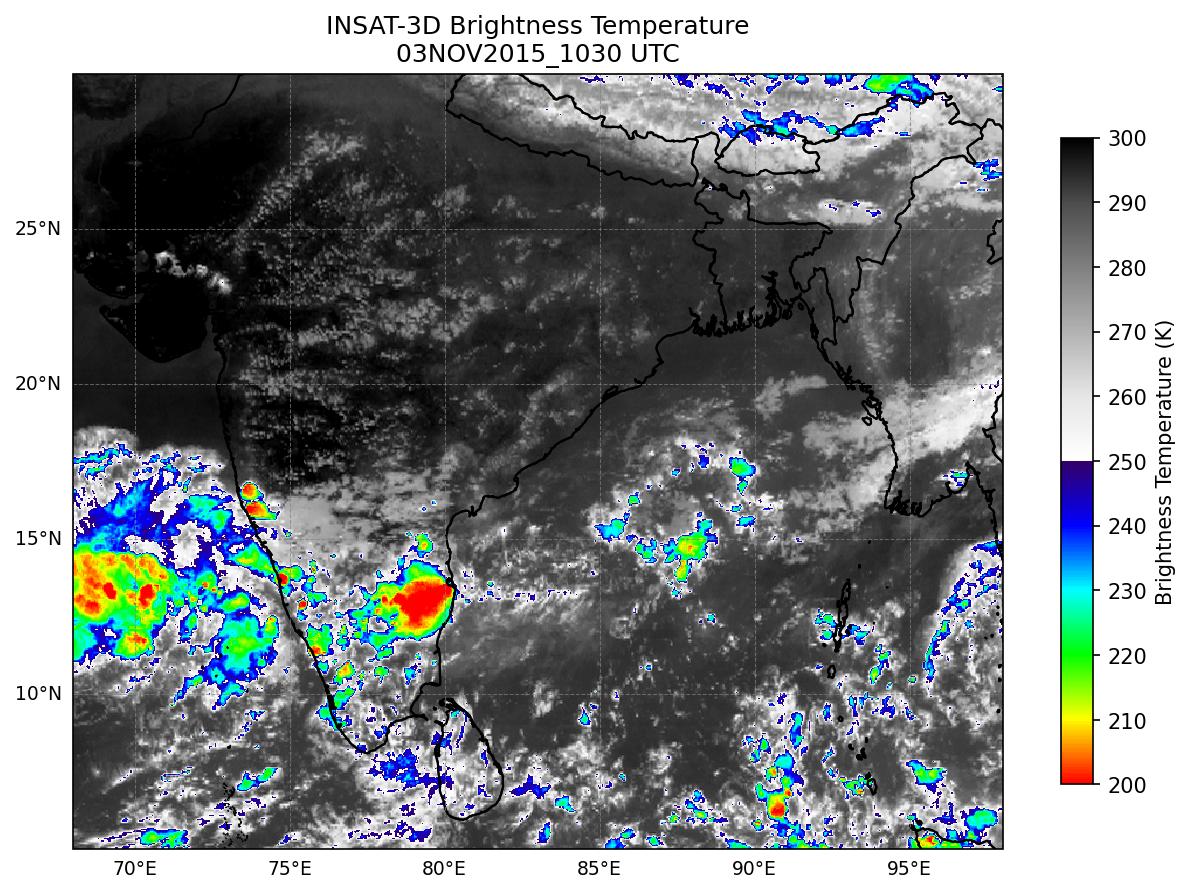 INSAT-3D Brightness Temperature
03NOV2015_1030 UTC
25°N
20°N
15°N
10°N
70°E
75°E
80°E
85°E
90°E
95°E
300
290
280
270
260
250
240
230
220
210
200
Brightness Temperature (K)